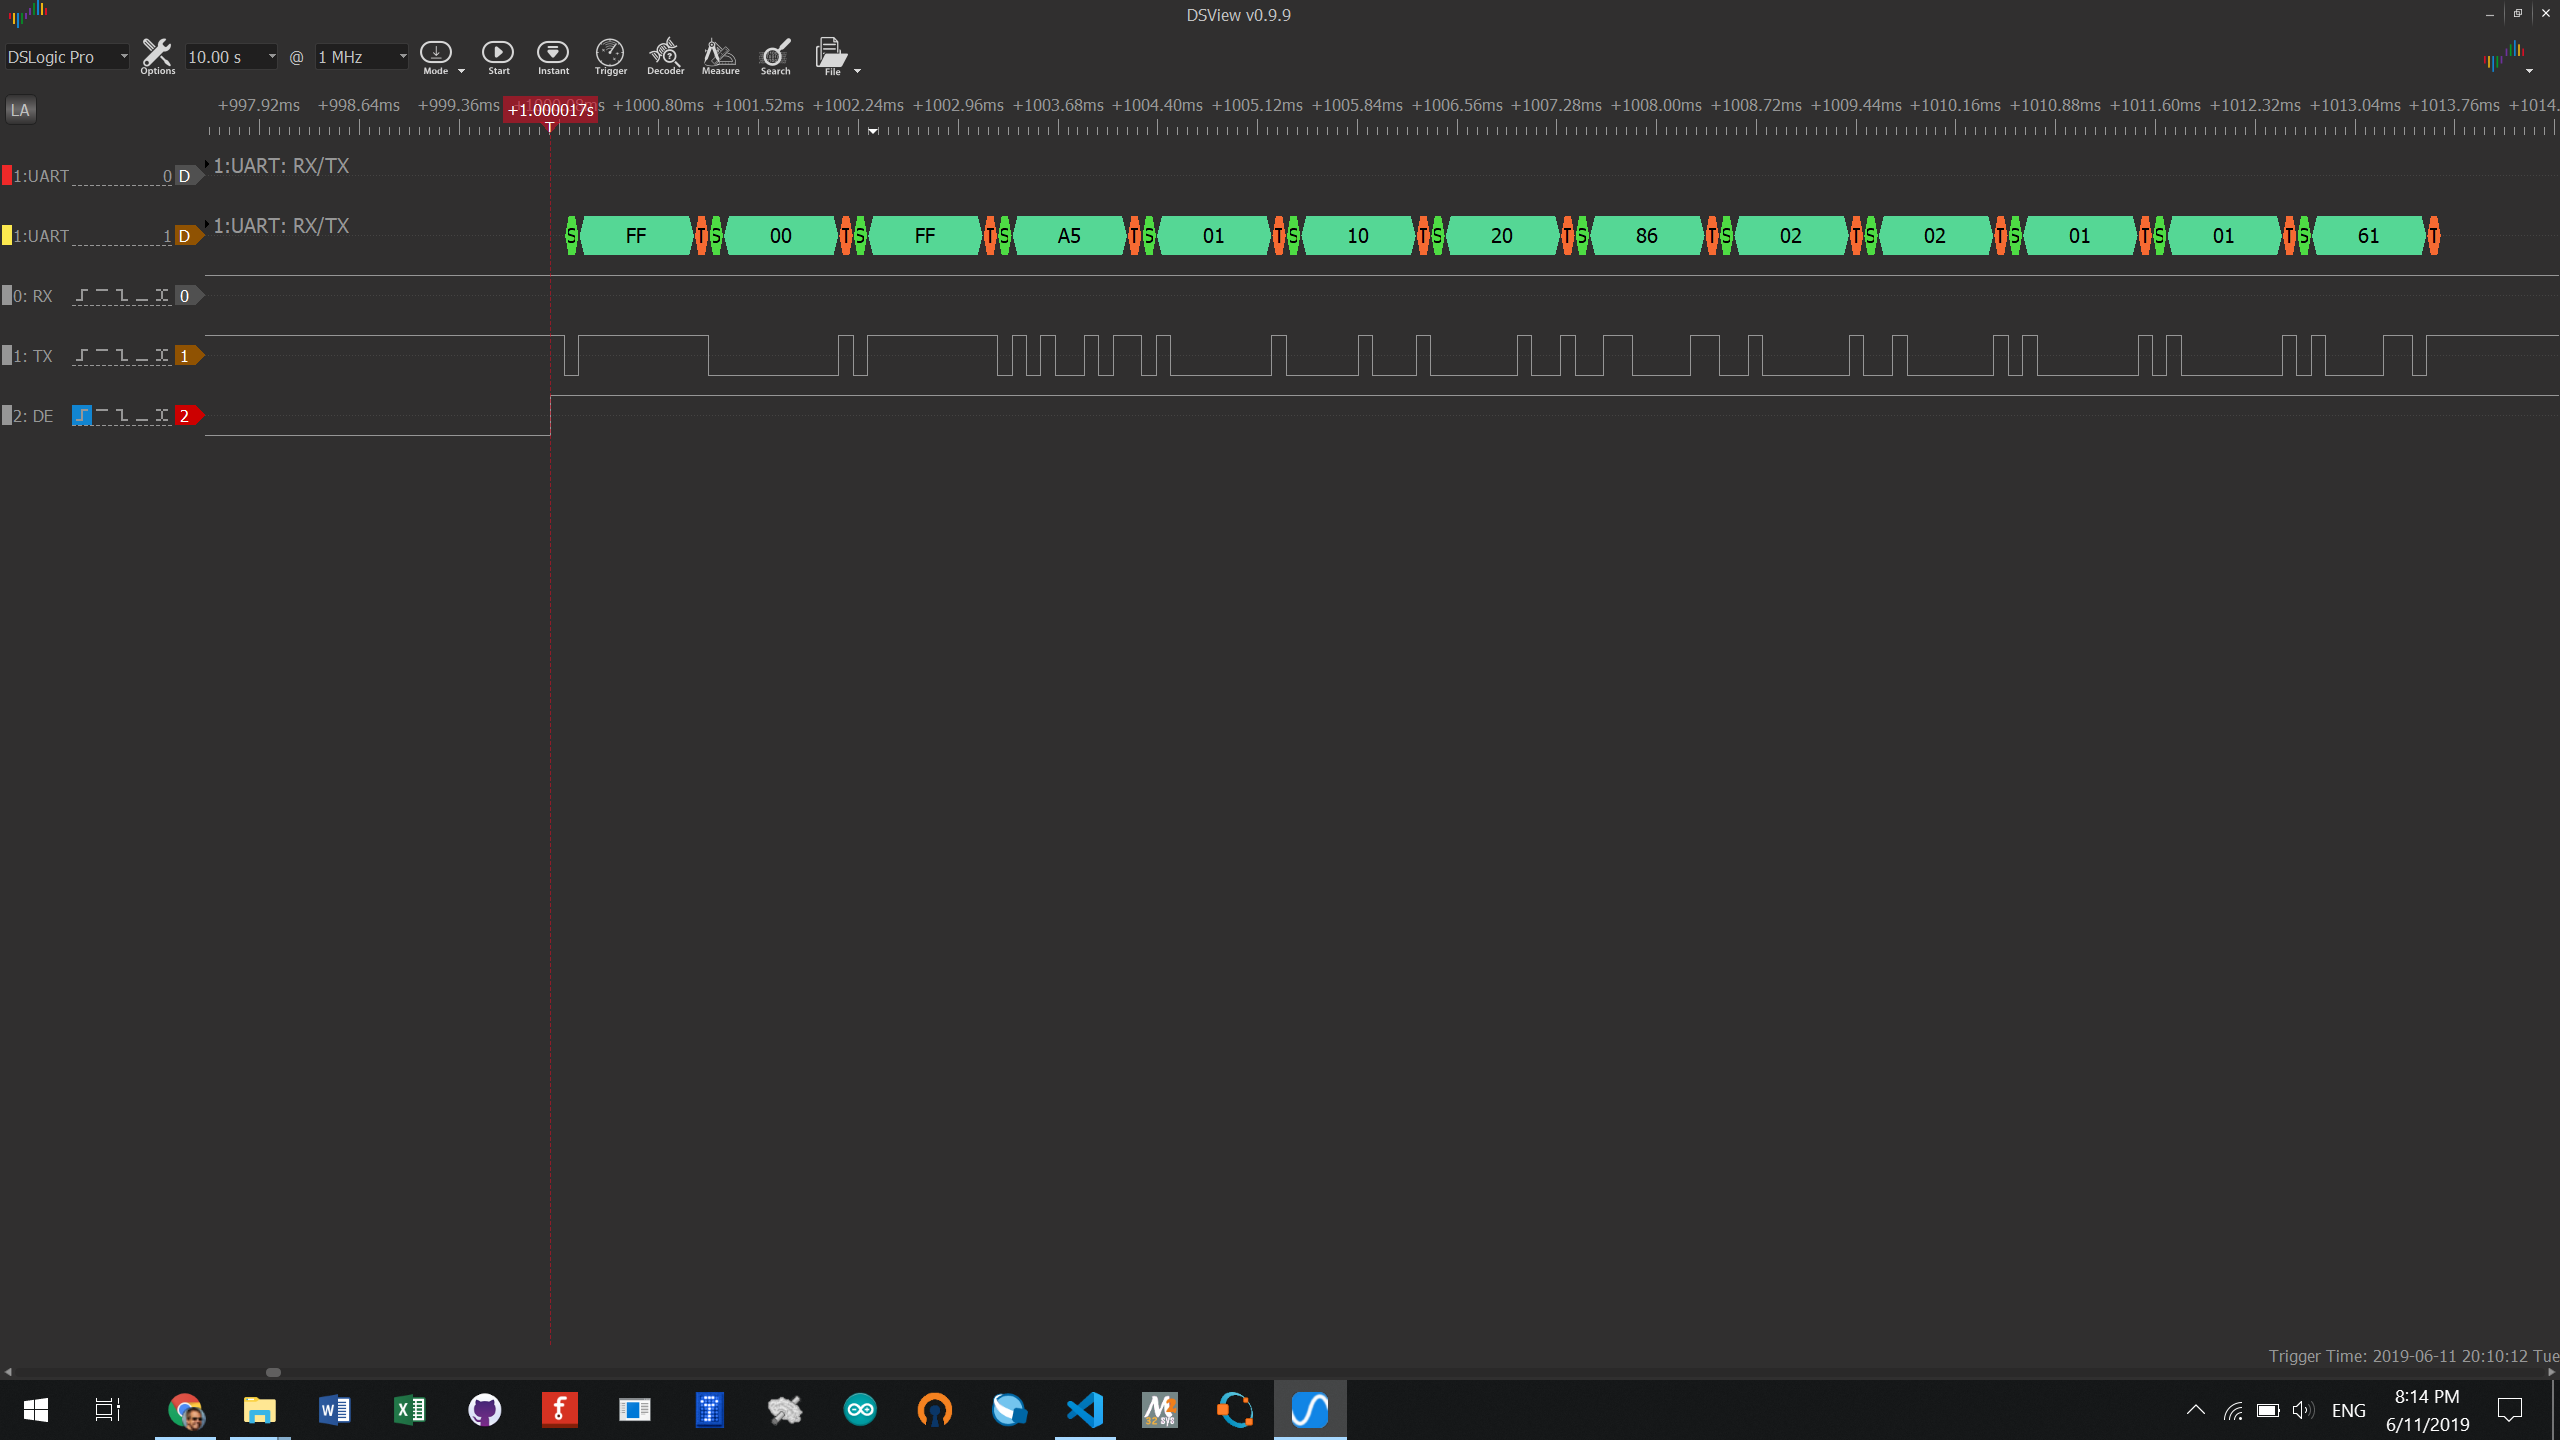 DSView v0.9.9
DSLogic Pro Options 10.00 s @ 1 MHz Mode Start Instant Trigger Decoder Measure Search File
LA +997.92ms +998.64ms +999.36ms +1.000017s +1000.80ms +1001.52ms +1002.24ms +1002.96ms +1003.68ms +1004.40ms +1005.12ms +1005.84ms +1006.56ms +1007.28ms +1008.00ms +1008.72ms +1009.44ms +1010.16ms +1010.88ms +1011.60ms +1012.32ms +1013.04ms +1013.76ms +1014.
T
1:UART 0 D 1:UART: RX/TX
1:UART 1 D 1:UART: RX/TX S FF T S 00 T S FF T S A5 T S 01 T S 10 T S 20 T S 86 T S 02 T S 02 T S 01 T S 01 T S 61 T
0: RX 0
1: TX 1
2: DE 2
Trigger Time: 2019-06-11 20:10:12 Tue
ENG 8:14 PM
6/11/2019